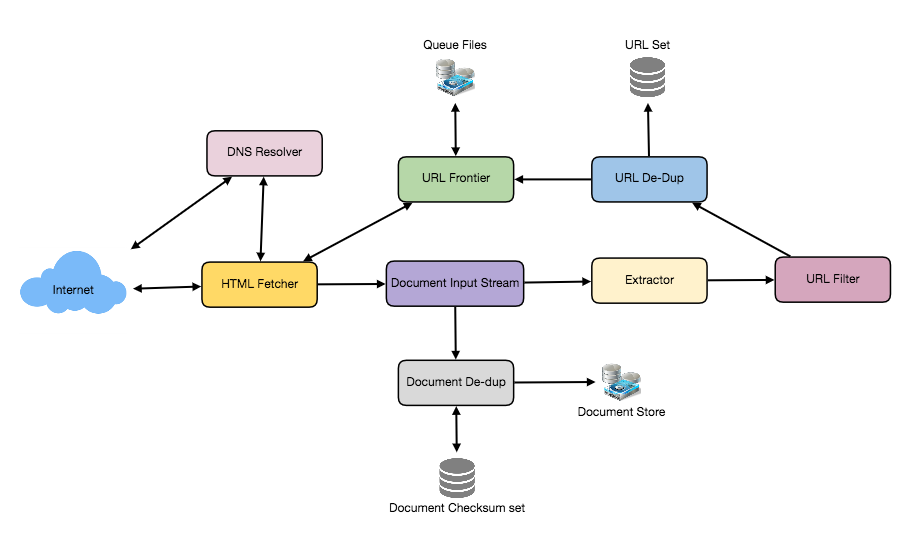 Queue Files
URL Set
DNS Resolver
URL Frontier
URL De-Dup
Internet
HTML Fetcher
Document Input Stream
Extractor
URL Filter
Document De-dup
Document Store
Document Checksum set